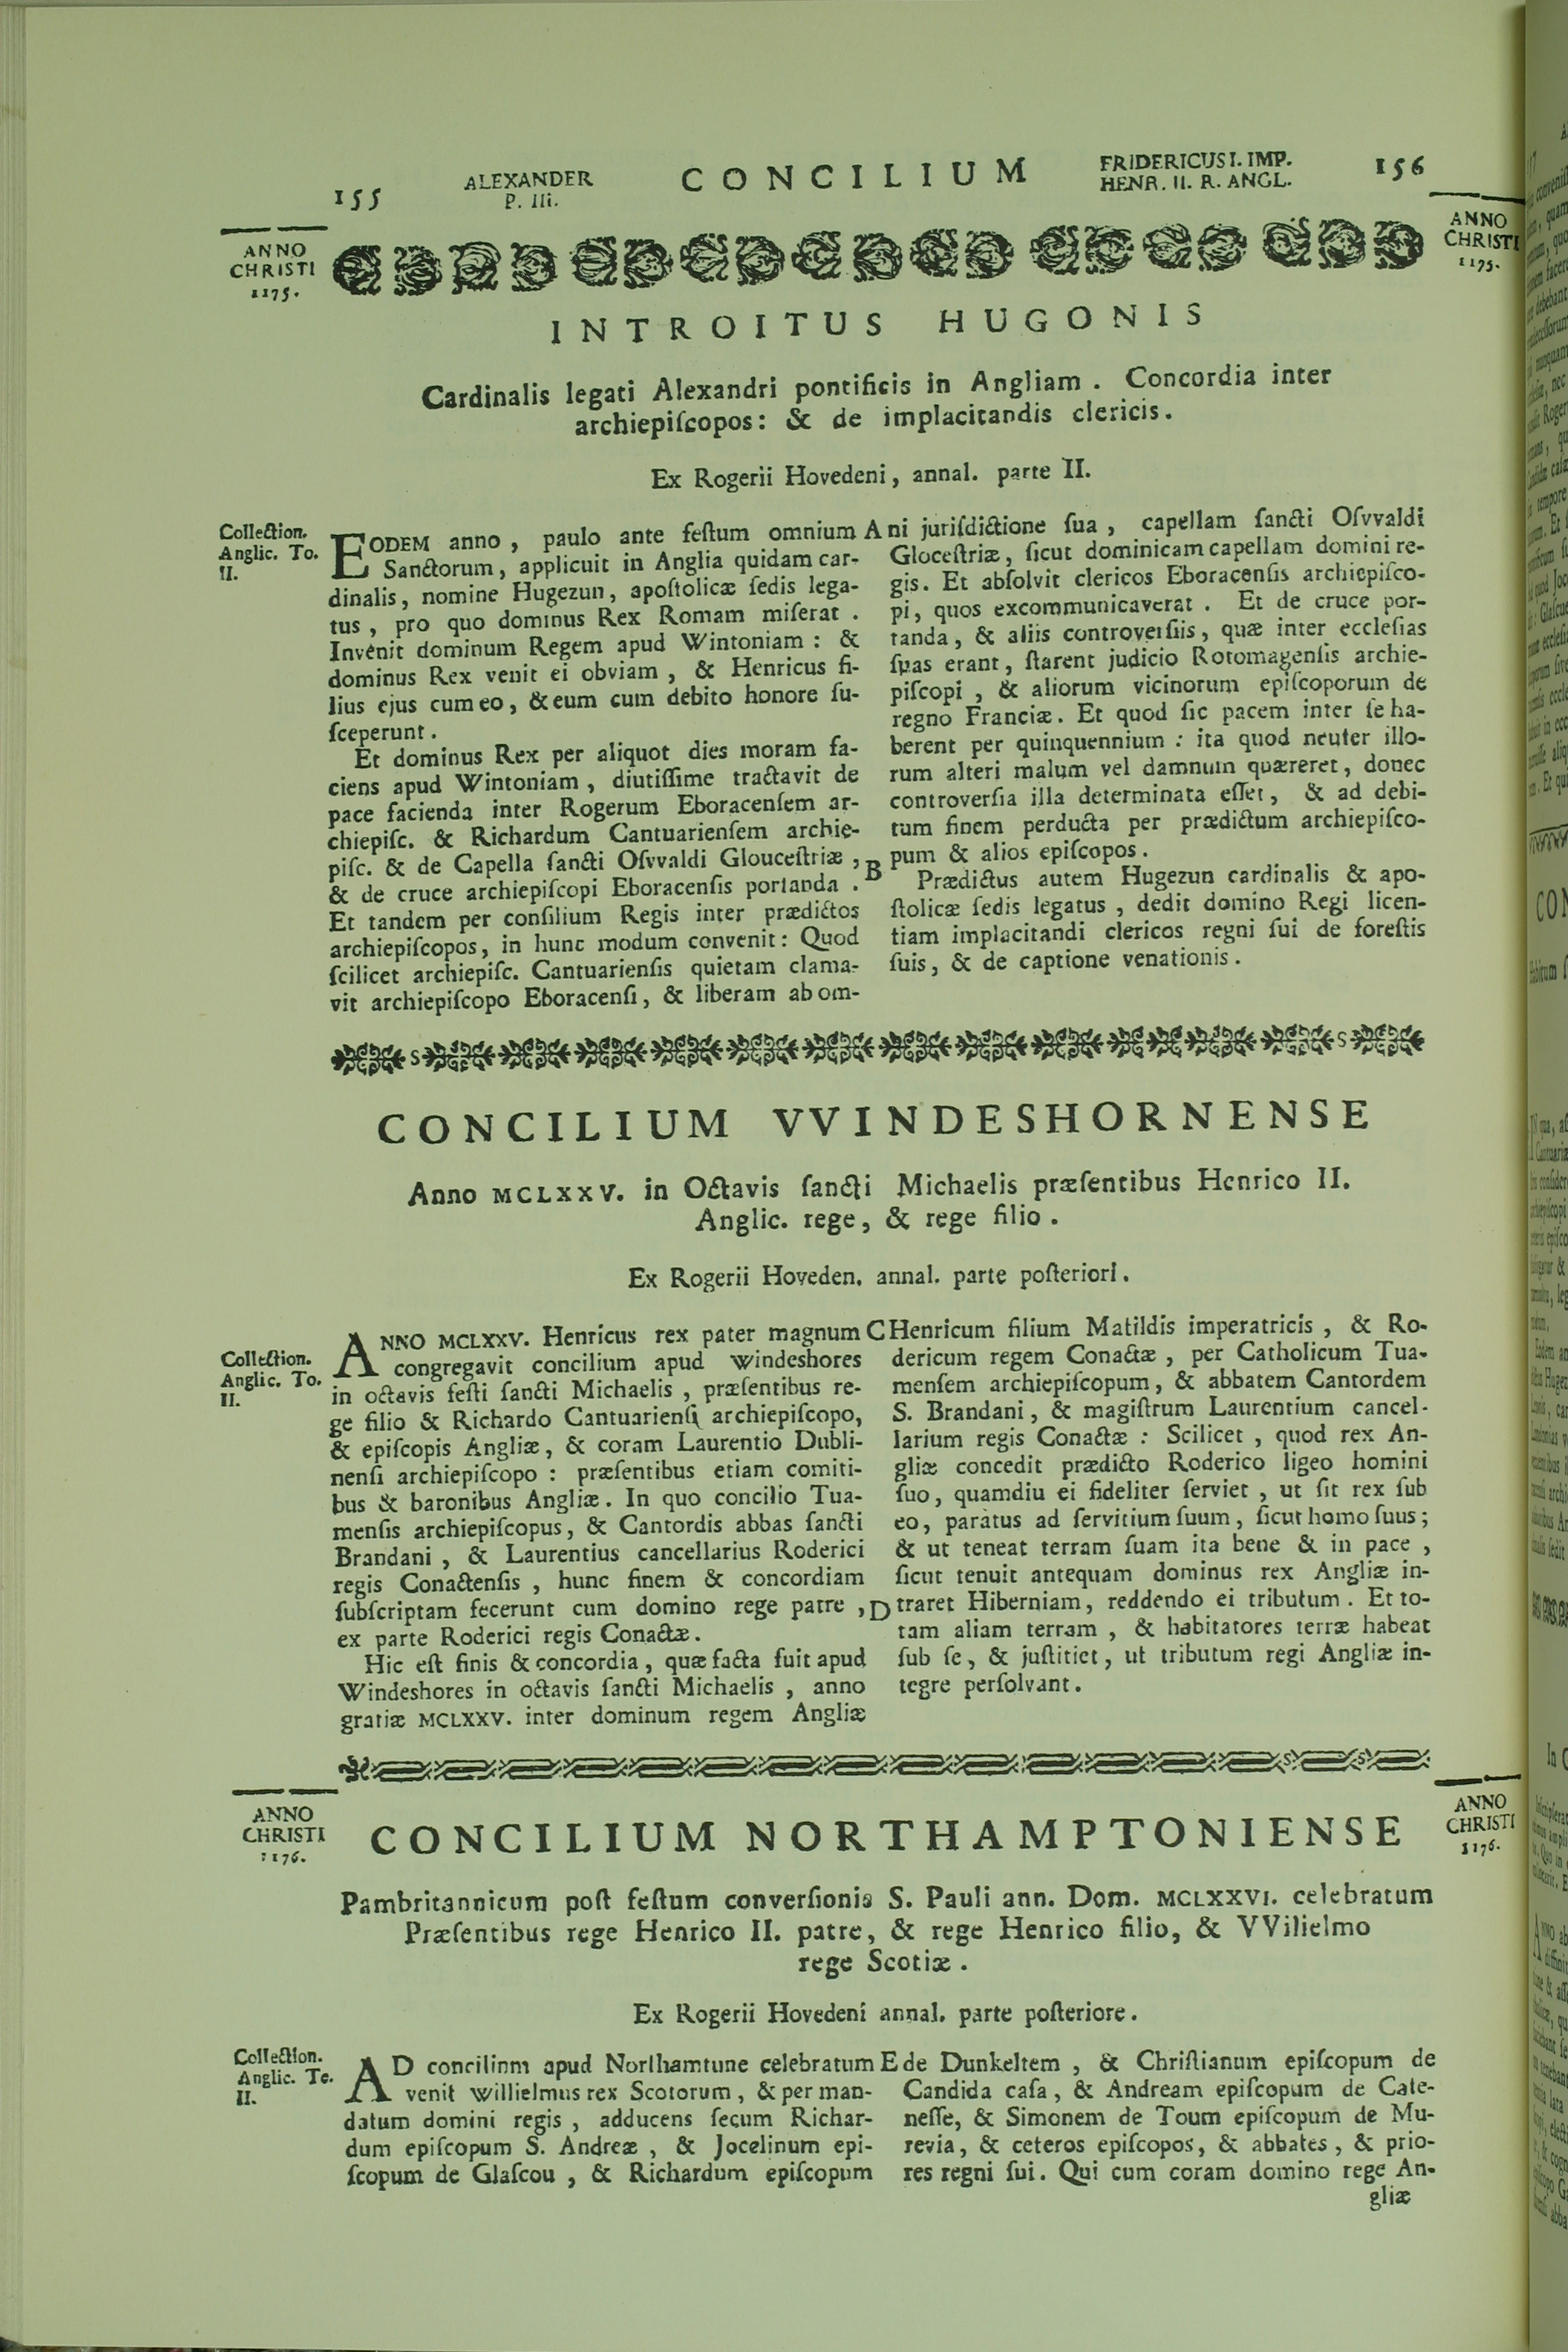 155
ALEXANDER
P. III.
CONCILIUM
FRIDERICUS I. IMP.
HENR. II. R. ANGL.
156
ANNO
CHRISTI
1175.
ANNO
CHRISTI
1175.
INTROITUS HUGONIS
Cardinalis legati Alexandri pontificis in Angliam. Concordia inter
archiepiſcopos: & de implacitandis clericis.
Ex Rogerii Hovedeni, annal. parte II.
Collection.
Anglic. To.
II.
EODEM anno, paulo ante feſtum omnium
Sanctorum, applicuit in Anglia quidam car-
dinalis, nomine Hugezun, apoſtolicæ ſedis lega-
tus, pro quo dominus Rex Romam miſerat.
Invênit dominum Regem apud Wintoniam: &
dominus Rex venit ei obviam, & Henricus fi-
lius ejus cum eo, & eum cum debito honore ſu-
ſceperunt.
Et dominus Rex per aliquot dies moram fa-
ciens apud Wintoniam, diutiſſime tractavit de
pace facienda inter Rogerum Eboracenſem ar-
chiepiſc. & Richardum Cantuarienſem archie-
piſc. & de Capella ſancti Oſvvaldi Glouceſtriæ,
& de cruce archiepiſcopi Eboracenſis portanda.
Et tandem per conſilium Regis inter prædictos
archiepiſcopos, in hunc modum convenit: Quod
ſcilicet archiepiſc. Cantuarienſis quietam clama-
vit archiepiſcopo Eboracenſi, & liberam ab om-
A
B
ni juriſdictione ſua, capellam ſancti Oſvvaldi
Gloceſtriæ, ſicut dominicam capellam domini re-
gis. Et abſolvit clericos Eboracenſis archiepiſco-
pi, quos excommunicaverat. Et de cruce por-
tanda, & aliis controverſiis, quæ inter eccleſias
ſuas erant, ſtarent judicio Rotomagenſis archie-
piſcopi, & aliorum vicinorum epiſcoporum de
regno Franciæ. Et quod ſic pacem inter ſe ha-
berent per quinquennium: ita quod neuter illo-
rum alteri malum vel damnum quæreret, donec
controverſia illa determinata eſſet, & ad debi-
tum finem perducta per prædictum archiepiſco-
pum & alios epiſcopos.
Prædictus autem Hugezun cardinalis & apo-
ſtolicæ ſedis legatus, dedit domino Regi licen-
tiam implacitandi clericos regni ſui de foreſtis
ſuis, & de captione venationis.
CONCILIUM VVINDESHORNENSE
Anno MCLXXV. in Octavis ſancti Michaelis præſentibus Henrico II.
Anglic. rege, & rege filio.
Ex Rogerii Hoveden. annal. parte poſteriori.
Collection.
Anglic. To.
II.
ANNO MCLXXV. Henricus rex pater magnum
congregavit concilium apud Windeshores
in octavis feſti ſancti Michaelis, præſentibus re-
ge filio & Richardo Cantuarienſi archiepiſcopo,
& epiſcopis Angliæ, & coram Laurentio Dubli-
nenſi archiepiſcopo: præſentibus etiam comiti-
bus & baronibus Angliæ. In quo concilio Tua-
menſis archiepiſcopus, & Cantordis abbas ſancti
Brandani, & Laurentius cancellarius Roderici
regis Conactenſis, hunc finem & concordiam
ſubſcriptam fecerunt cum domino rege patre,
ex parte Roderici regis Conactæ.
Hic eſt finis & concordia, quæ facta fuit apud
Windeshores in octavis ſancti Michaelis, anno
gratiæ MCLXXV. inter dominum regem Angliæ
C
D
Henricum filium Matildis imperatricis, & Ro-
dericum regem Conactæ, per Catholicum Tua-
menſem archiepiſcopum, & abbatem Cantordem
S. Brandani, & magiſtrum Laurentium cancel-
larium regis Conactæ: Scilicet, quod rex An-
gliæ concedit prædicto Roderico ligeo homini
ſuo, quamdiu ei fideliter ſerviet, ut ſit rex ſub
eo, paratus ad ſervitium ſuum, ſicut homo ſuus;
& ut teneat terram ſuam ita bene & in pace,
ſicut tenuit antequam dominus rex Angliæ in-
traret Hiberniam, reddendo ei tributum. Et to-
tam aliam terram, & habitatores terræ habeat
ſub ſe, & juſtitiet, ut tributum regi Angliæ in-
tegre perſolvant.
ANNO
CHRISTI
1176.
ANNO
CHRISTI
1176.
CONCILIUM NORTHAMPTONIENSE
Pambritannicum poſt feſtum converſionis S. Pauli ann. Dom. MCLXXVI. celebratum
Præſentibus rege Henrico II. patre, & rege Henrico filio, & VVilielmo
rege Scotiæ.
Ex Rogerii Hovedeni annal. parte poſteriore.
Collection.
Anglic. To.
II.
AD concilinm apud Northamtune celebratum
venit Willielmus rex Scotorum, & per man-
datum domini regis, adducens ſecum Richar-
dum epiſcopum S. Andreæ, & Jocelinum epi-
ſcopum de Glaſcou, & Richardum epiſcopum
E
de Dunkeltem, & Chriſtianum epiſcopum de
Candida caſa, & Andream epiſcopum de Cate-
neſſe, & Simonem de Toum epiſcopum de Mu-
revia, & ceteros epiſcopos, & abbates, & prio-
res regni ſui. Qui cum coram domino rege An-
gliæ